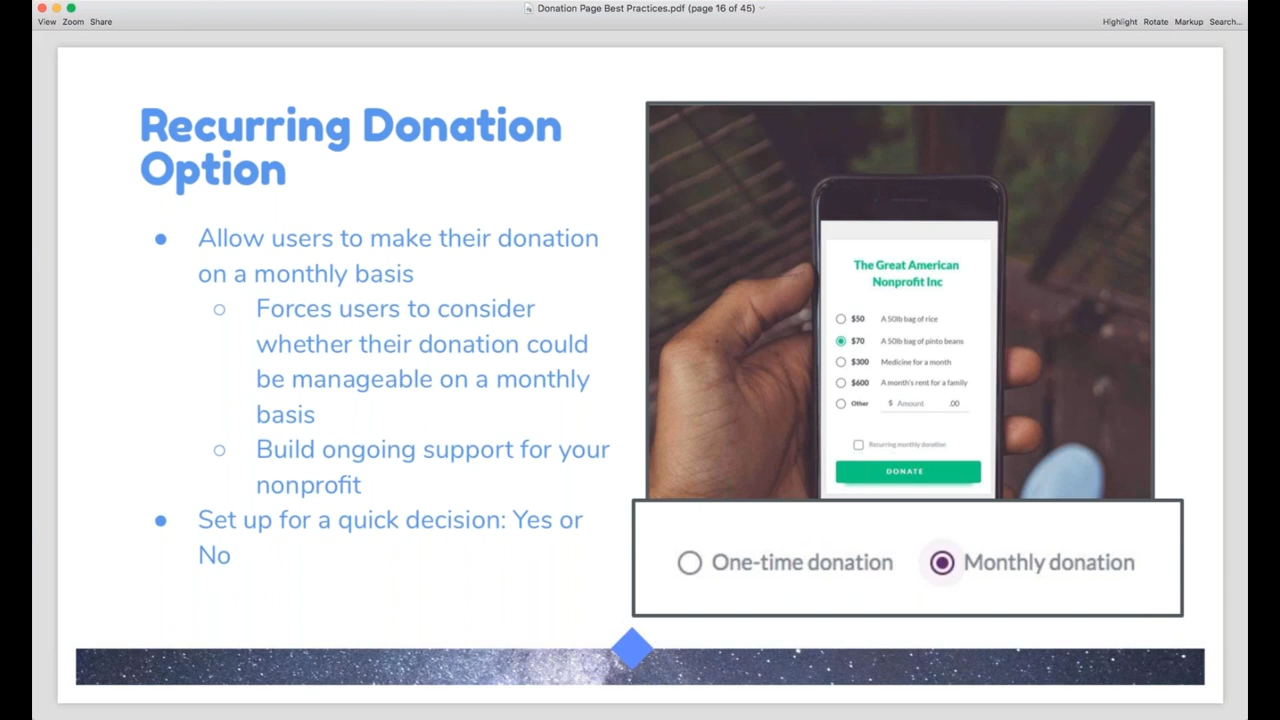 Donation Page Best Practices.pdf (page 16 of 45)
View Zoom Share
Highlight Rotate Markup Search...
Recurring Donation
Option
● Allow users to make their donation
on a monthly basis
○ Forces users to consider
whether their donation could
be manageable on a monthly
basis
○ Build ongoing support for your
nonprofit
● Set up for a quick decision: Yes or
No
The Great American
Nonprofit Inc
$50 A 50lb bag of rice
$70 A 50lb bag of pinto beans
$300 Medicine for a month
$600 A month's rent for a family
Other $ Amount .00
Recurring monthly donation
DONATE
One-time donation Monthly donation